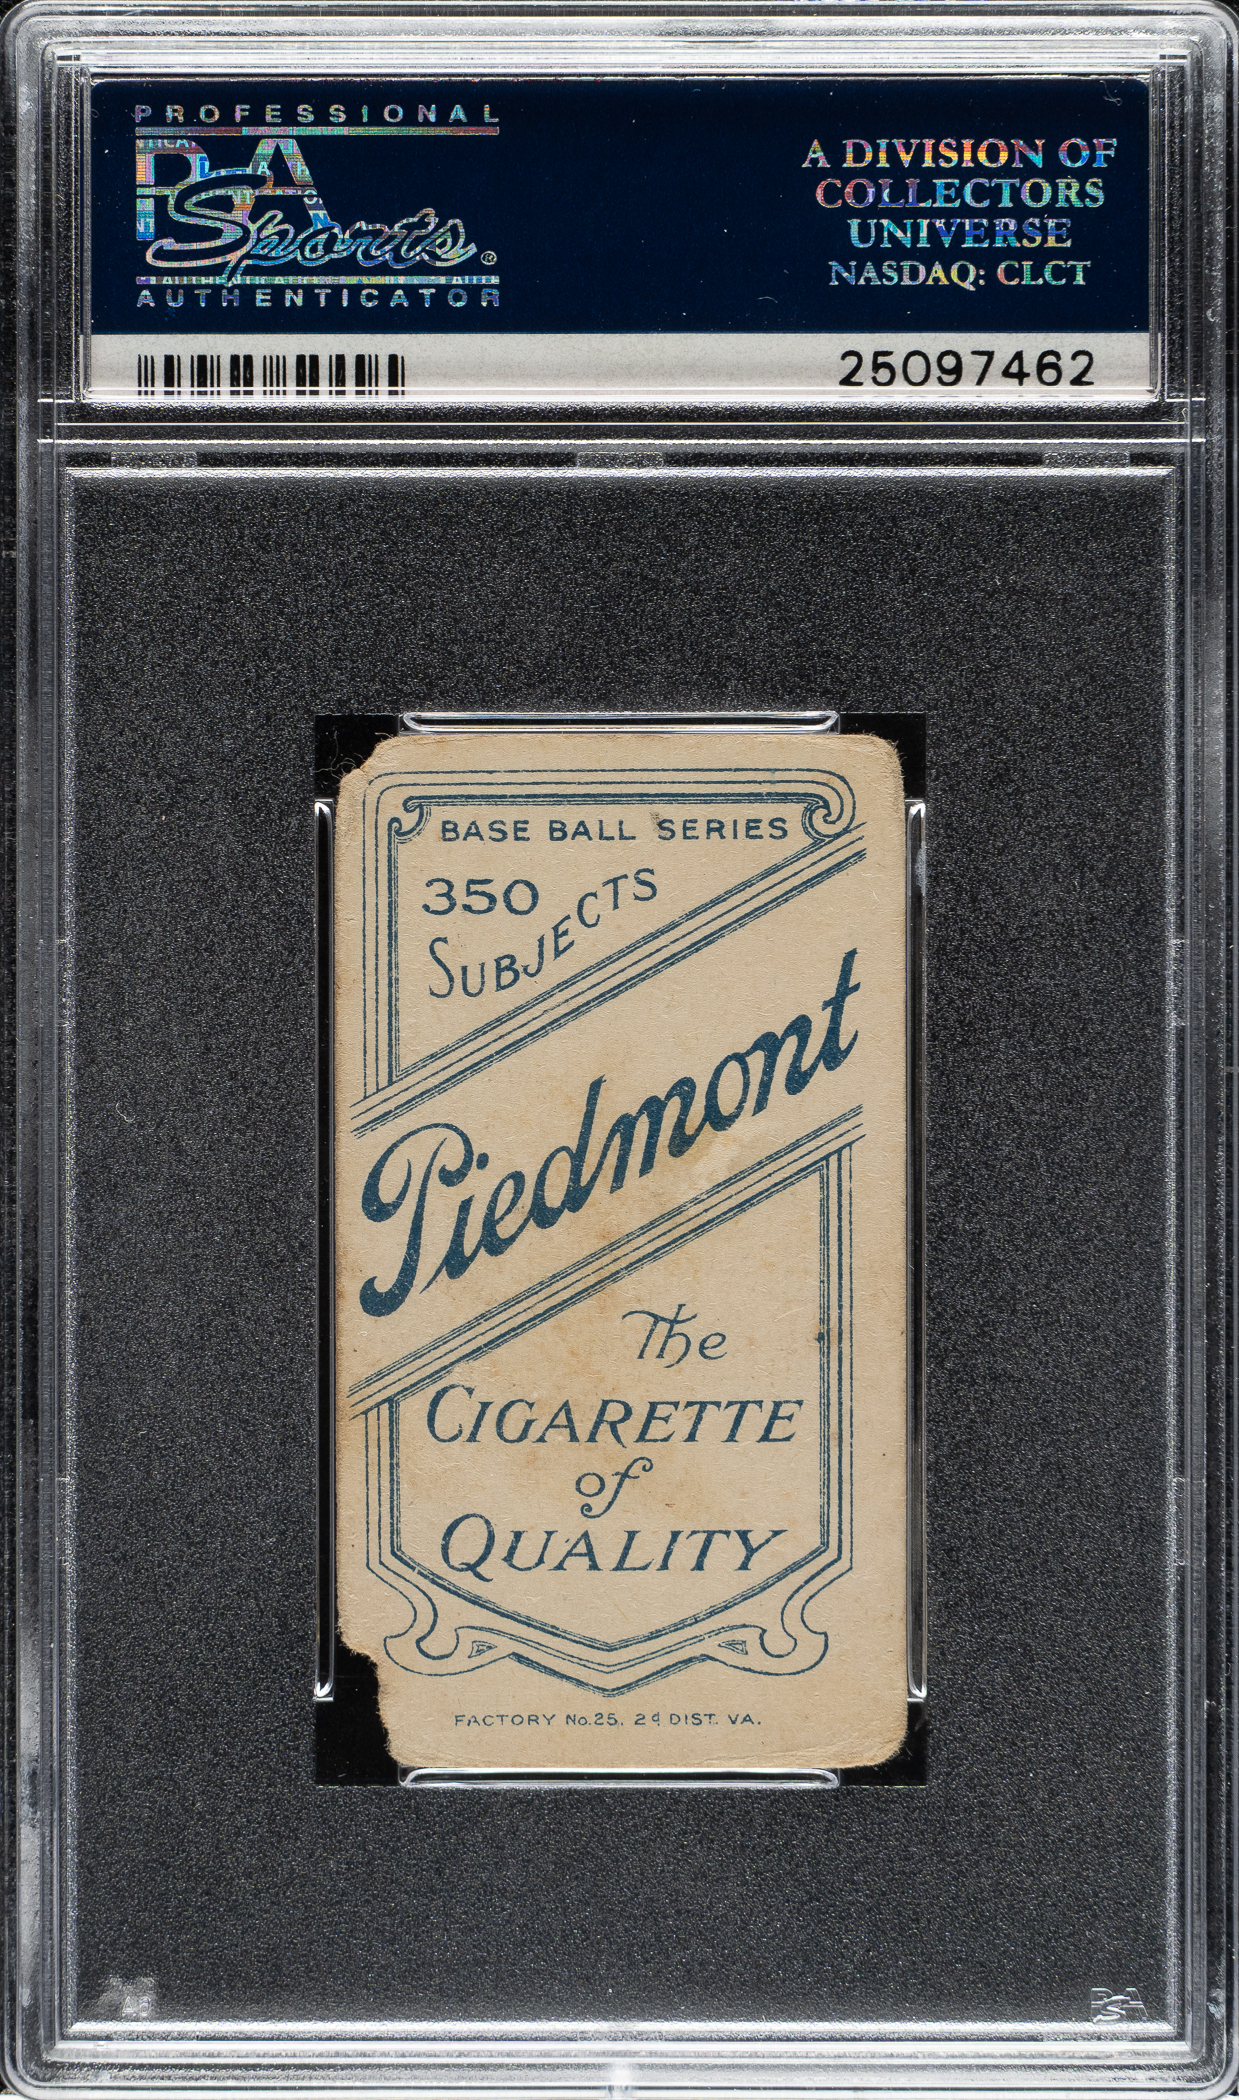 PROFESSIONAL
PSA
Sports®
AUTHENTICATOR
A DIVISION OF
COLLECTORS
UNIVERSE
NASDAQ: CLCT
25097462
BASE BALL SERIES
350
SUBJECTS
Piedmont
The
CIGARETTE
of
QUALITY
FACTORY No. 25, 2d DIST. VA.
PSA